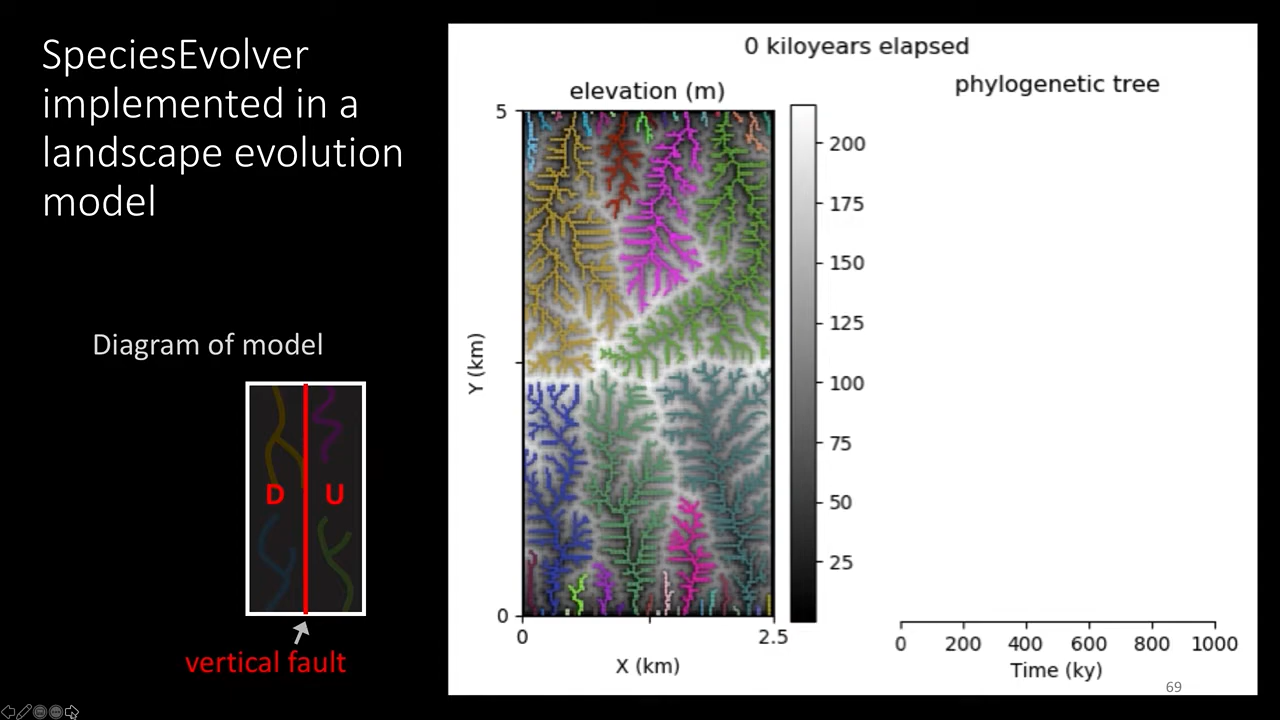 SpeciesEvolver
implemented in a
landscape evolution
model
Diagram of model
D U
vertical fault
0 kiloyears elapsed
elevation (m)
5
0
Y (km)
0 2.5
X (km)
200
175
150
125
100
75
50
25
phylogenetic tree
0 200 400 600 800 1000
Time (ky)
69